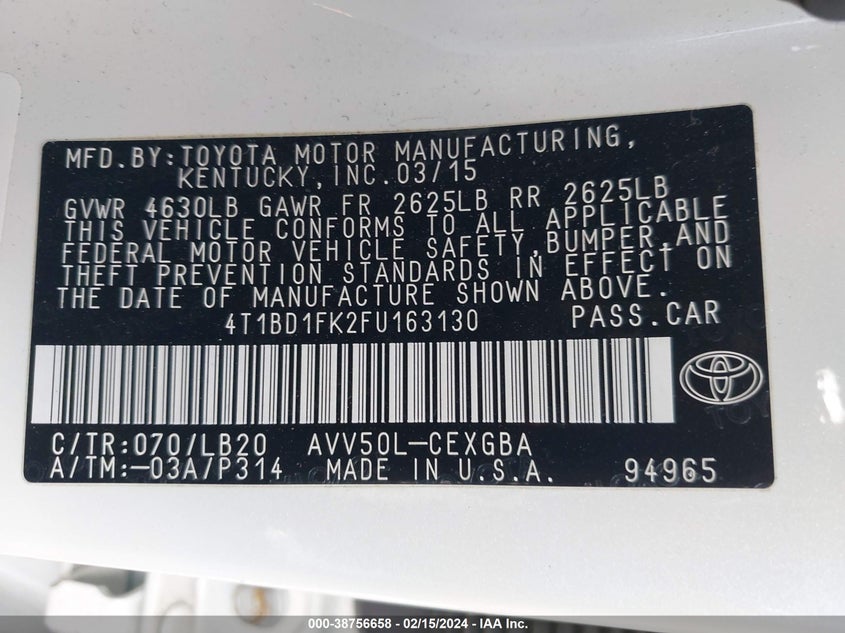 MFD. BY: TOYOTA MOTOR MANUFACTURING,
KENTUCKY, INC. 03/15
GVWR 4630LB GAWR FR 2625LB RR 2625LB
THIS VEHICLE CONFORMS TO ALL APPLICABLE
FEDERAL MOTOR VEHICLE SAFETY, BUMPER, AND
THEFT PREVENTION STANDARDS IN EFFECT ON
THE DATE OF MANUFACTURE SHOWN ABOVE.
4T1BD1FK2FU163130 PASS. CAR
C/TR: 070/LB20 AVV50L-CEXGBA
A/TM: -03A/P314 MADE IN U.S.A. 94965
000-38756658 - 02/15/2024 - IAA Inc.